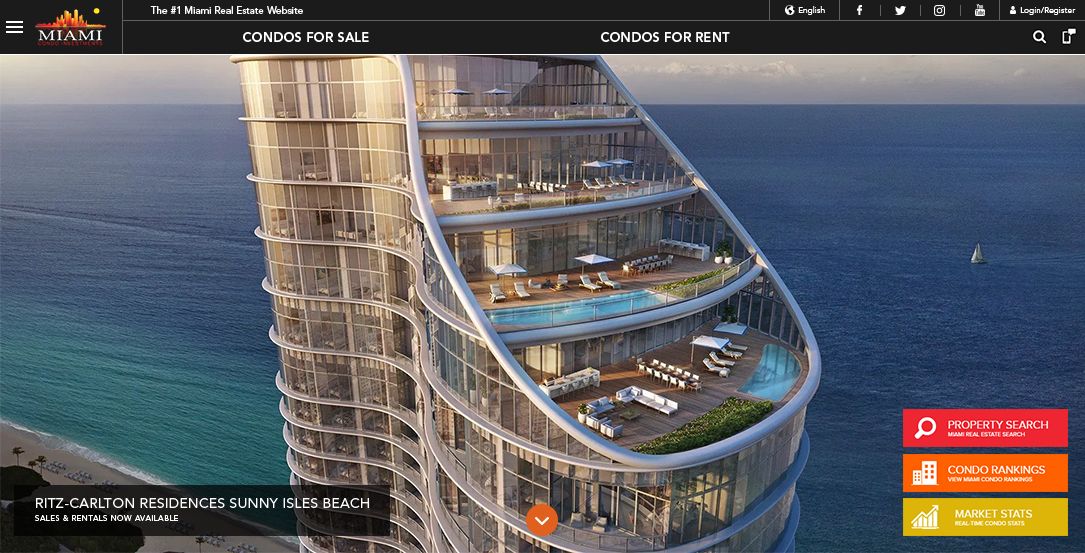 The #1 Miami Real Estate Website
English
Login/Register
MIAMI
CONDO INVESTMENTS
CONDOS FOR SALE
CONDOS FOR RENT
PROPERTY SEARCH
MIAMI REAL ESTATE SEARCH
CONDO RANKINGS
VIEW MIAMI CONDO RANKINGS
RITZ-CARLTON RESIDENCES SUNNY ISLES BEACH
SALES & RENTALS NOW AVAILABLE
MARKET STATS
REAL-TIME CONDO STATS